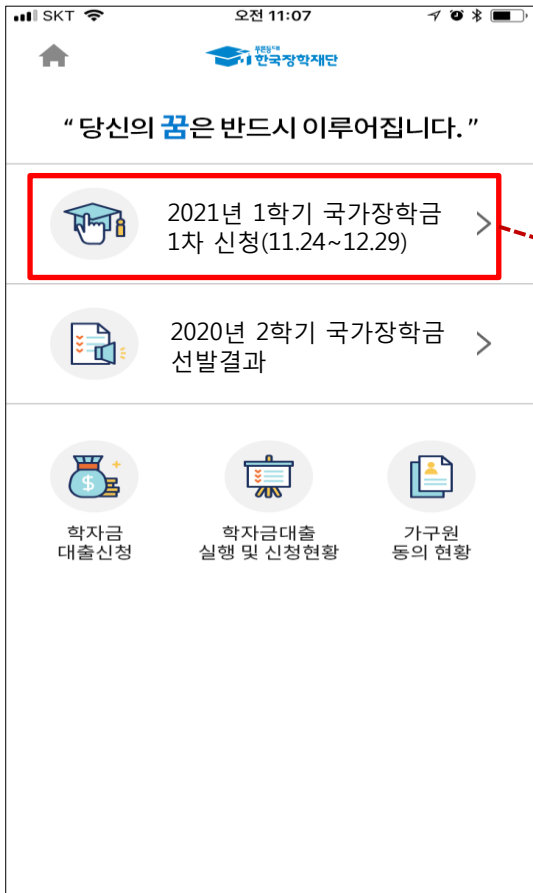 SKT 오전 11:07
푸른등대
한국장학재단
“당신의 꿈은 반드시 이루어집니다.”
2021년 1학기 국가장학금
1차 신청(11.24~12.29)
2020년 2학기 국가장학금
선발결과
학자금
대출신청
학자금대출
실행 및 신청현황
가구원
동의 현황